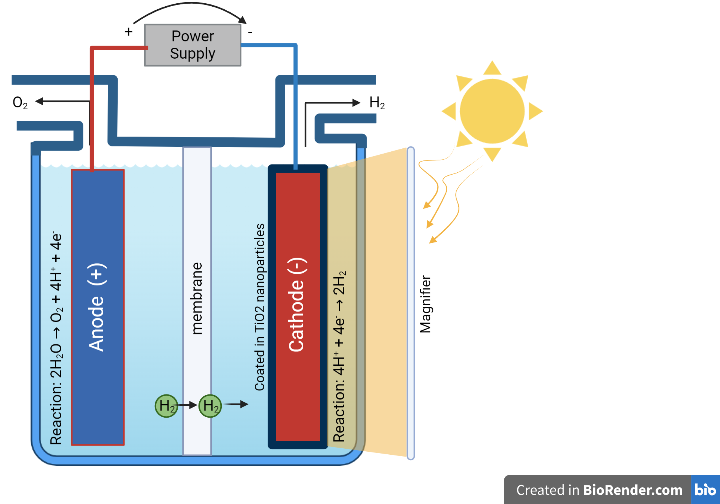 +
-
Power
Supply
O₂
H₂
Reaction: 2H₂O → O₂ + 4H⁺ + 4e⁻
Anode (+)
membrane
H₂
H₂
Coated in TiO2 nanoparticles
Cathode (-)
Reaction: 4H⁺ + 4e⁻ → 2H₂
Magnifier
Created in BioRender.com
bio